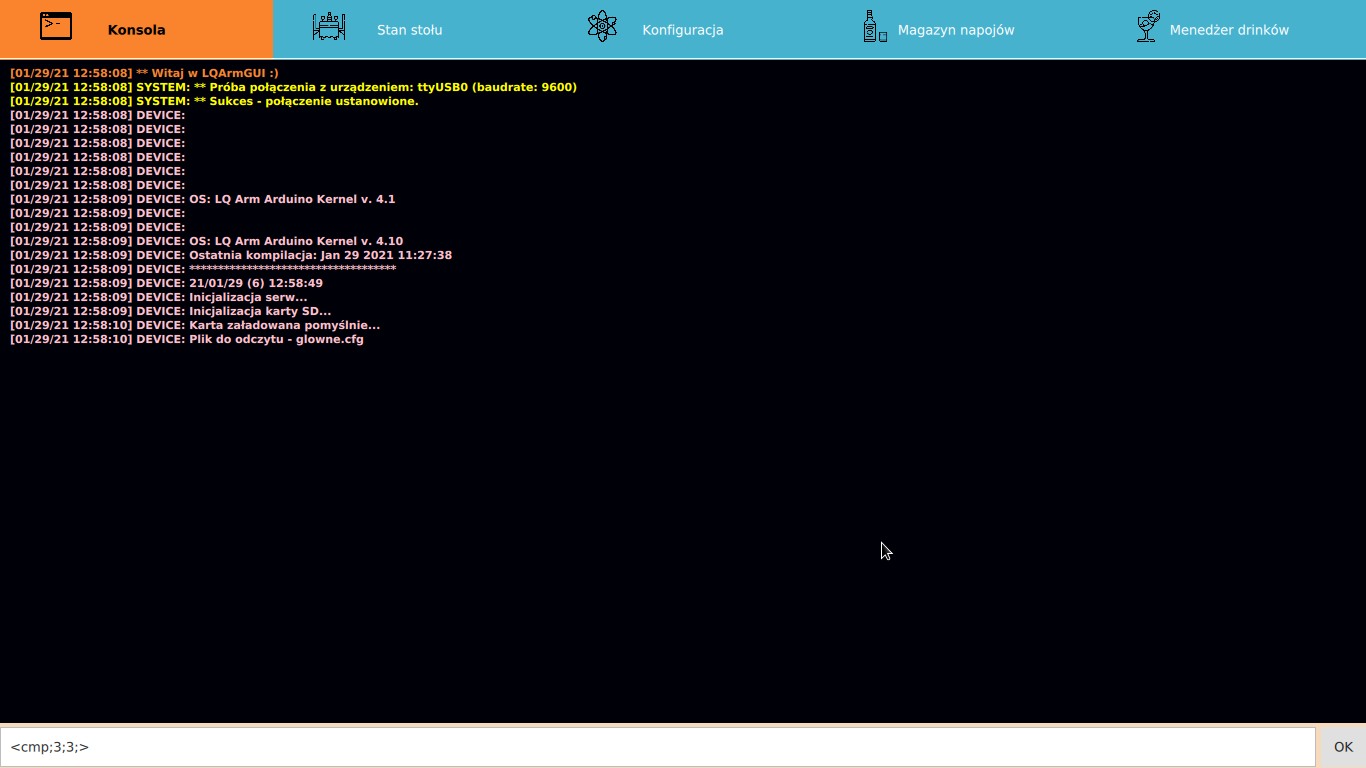 Konsola
Stan stołu
Konfiguracja
Magazyn napojów
Menedżer drinków
[01/29/21 12:58:08] ** Witaj w LQArmGUI :)
[01/29/21 12:58:08] SYSTEM: ** Próba połączenia z urządzeniem: ttyUSB0 (baudrate: 9600)
[01/29/21 12:58:08] SYSTEM: ** Sukces - połączenie ustanowione.
[01/29/21 12:58:08] DEVICE:
[01/29/21 12:58:08] DEVICE:
[01/29/21 12:58:08] DEVICE:
[01/29/21 12:58:08] DEVICE:
[01/29/21 12:58:08] DEVICE:
[01/29/21 12:58:08] DEVICE:
[01/29/21 12:58:09] DEVICE: OS: LQ Arm Arduino Kernel v. 4.1
[01/29/21 12:58:09] DEVICE:
[01/29/21 12:58:09] DEVICE:
[01/29/21 12:58:09] DEVICE: OS: LQ Arm Arduino Kernel v. 4.10
[01/29/21 12:58:09] DEVICE: Ostatnia kompilacja: Jan 29 2021 11:27:38
[01/29/21 12:58:09] DEVICE: ************************************
[01/29/21 12:58:09] DEVICE: 21/01/29 (6) 12:58:49
[01/29/21 12:58:09] DEVICE: Inicjalizacja serw...
[01/29/21 12:58:09] DEVICE: Inicjalizacja karty SD...
[01/29/21 12:58:10] DEVICE: Karta załadowana pomyślnie...
[01/29/21 12:58:10] DEVICE: Plik do odczytu - glowne.cfg
<cmp;3;3;>
OK